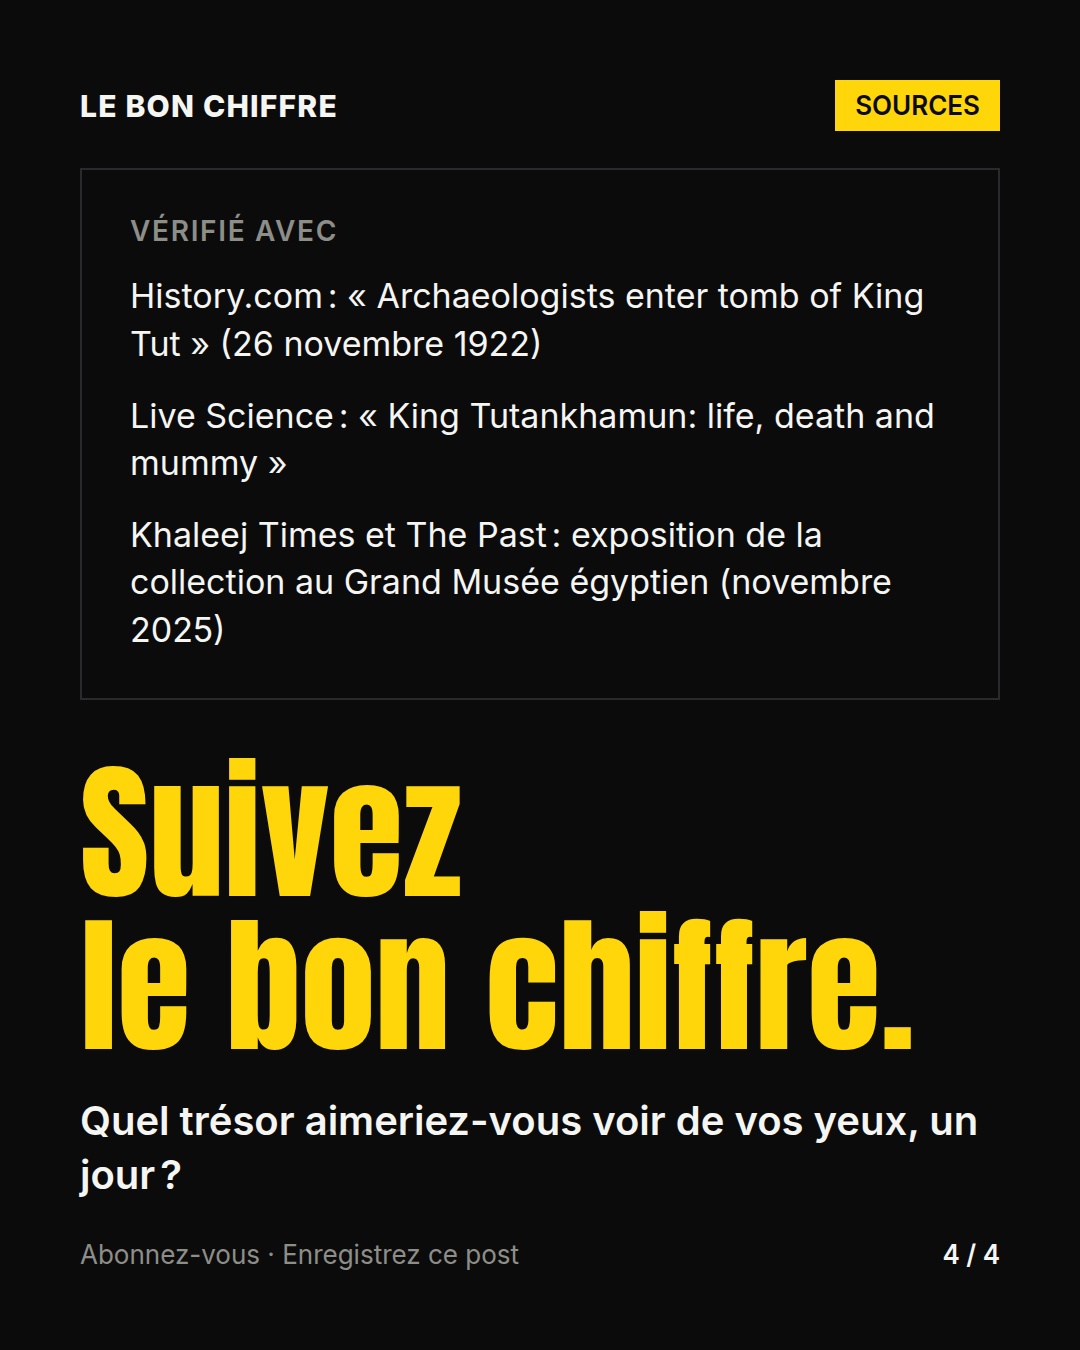 LE BON CHIFFRE
SOURCES
VÉRIFIÉ AVEC
History.com : « Archaeologists enter tomb of King
Tut » (26 novembre 1922)
Live Science : « King Tutankhamun: life, death and
mummy »
Khaleej Times et The Past : exposition de la
collection au Grand Musée égyptien (novembre
2025)
Suivez
le bon chiffre.
Quel trésor aimeriez-vous voir de vos yeux, un
jour ?
Abonnez-vous · Enregistrez ce post
4 / 4